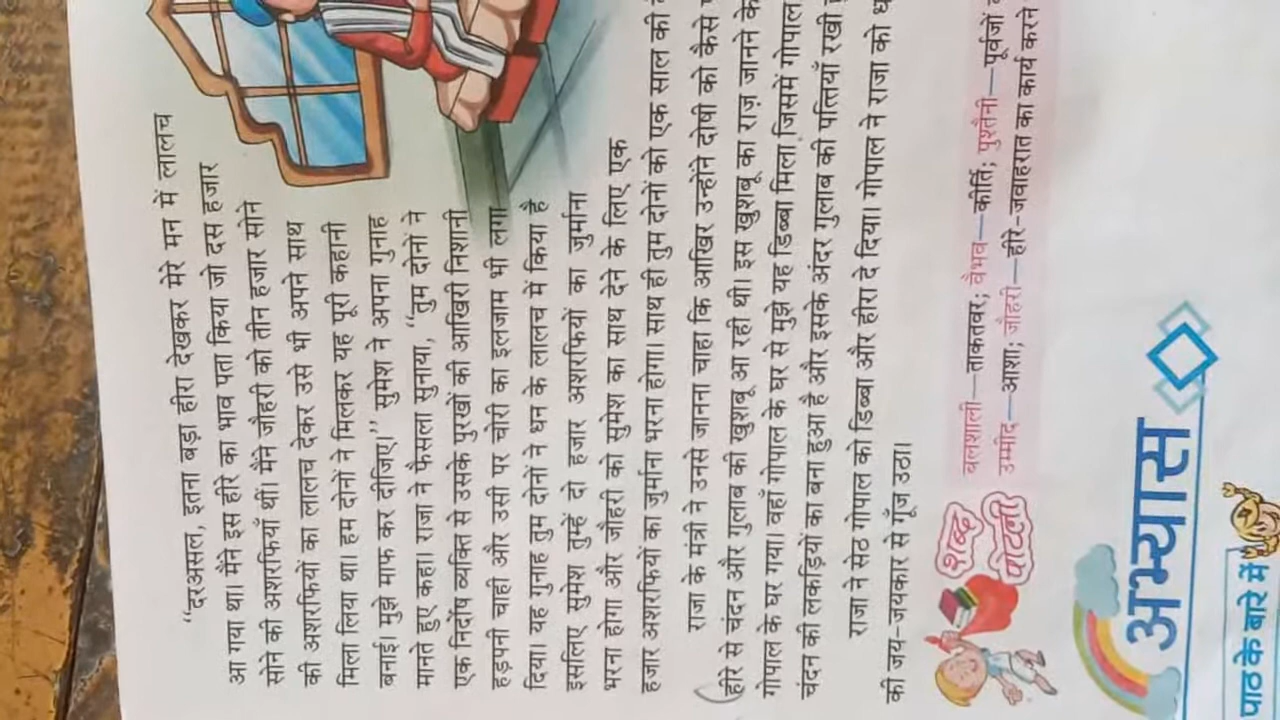 “दरअसल, इतना बड़ा हीरा देखकर मेरे मन में लालच
आ गया था। मैंने इस हीरे का भाव पता किया जो दस हजार
सोने की अशरफियाँ थी। मैंने जौहरी को तीन हजार सोने
की अशरफियों का लालच देकर उसे भी अपने साथ
मिला लिया था। हम दोनों ने मिलकर यह पूरी कहानी
बनाई। मुझे माफ कर दीजिए।” सुमेश ने अपना गुनाह
मानते हुए कहा। राजा ने फैसला सुनाया, “तुम दोनों ने
एक निर्दोष व्यक्ति से उसके पुरखों की आखिरी निशानी
हड़पनी चाही और उसी पर चोरी का इलजाम भी लगा
दिया। यह गुनाह तुम दोनों ने धन के लालच में किया है
इसलिए सुमेश तुम्हें दो हजार अशरफियों का जुर्माना
भरना होगा और जौहरी को सुमेश का साथ देने के लिए एक
हजार अशरफियों का जुर्माना भरना होगा। साथ ही तुम दोनों को एक साल की
राजा के मंत्री ने उनसे जानना चाहा कि आखिर उन्होंने दोषी को कैसे
हीरे से चंदन और गुलाब की खुशबू आ रही थी। इस खुशबू का राज़ जानने के
गोपाल के घर गया। वहाँ गोपाल के घर से मुझे यह डिब्बा मिला जिसमें गोपाल
चंदन की लकड़ियों का बना हुआ है और इसके अंदर गुलाब की पत्तियाँ रखी
राजा ने सेठ गोपाल को डिब्बा और हीरा दे दिया। गोपाल ने राजा को
की जय-जयकार से गूँज उठा।
शब्द
पोटली
बलशाली—ताकतवर; वैभव—कीर्ति; पुश्तैनी—पूर्वजों
उम्मीद—आशा; जौहरी—हीरे-जवाहरात का कार्य करने
अभ्यास
पाठ के बारे में